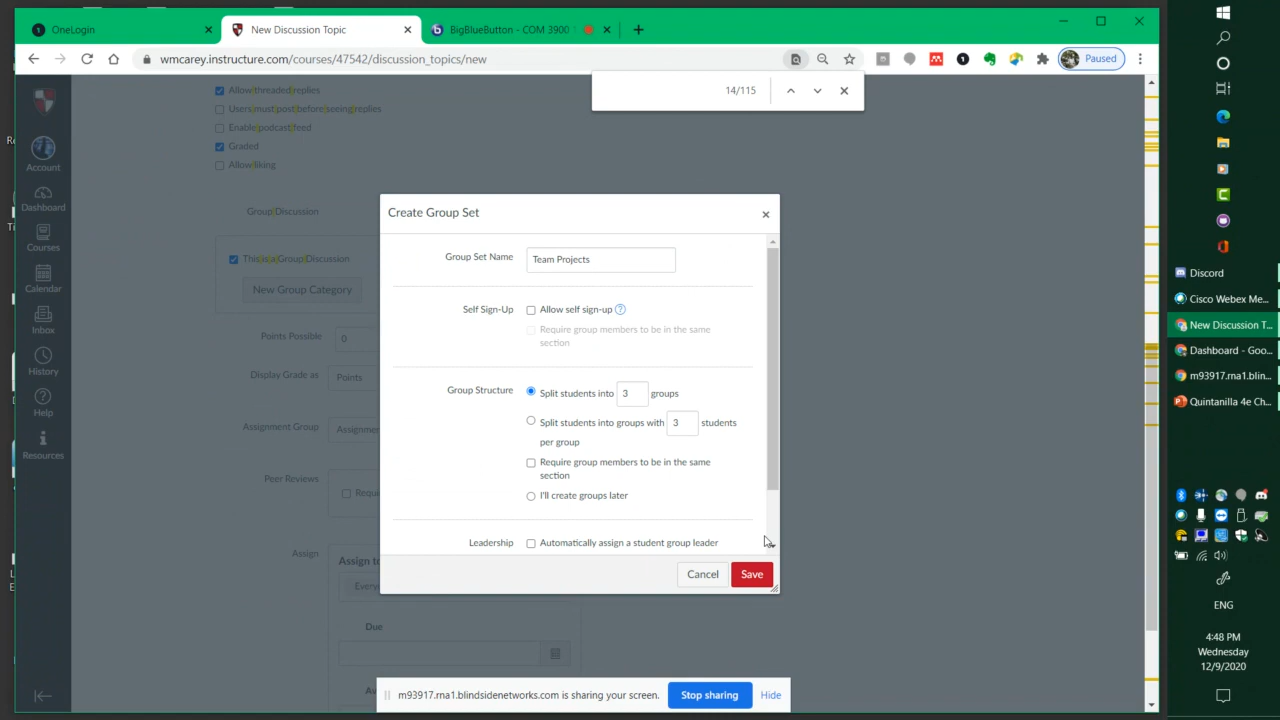 OneLogin
New Discussion Topic
BigBlueButton - COM 3900
wmcarey.instructure.com/courses/47542/discussion_topics/new
Paused
14/115
Allow threaded replies
Users must post before seeing replies
Enable podcast feed
Graded
Allow liking
Group Discussion
This is a Group Discussion
New Group Category
Points Possible
0
Display Grade as
Points
Assignment Group
Peer Reviews
Assign
Assign to
Due
Account
Dashboard
Courses
Calendar
Inbox
History
Help
Resources
Create Group Set
Group Set Name
Team Projects
Self Sign-Up
Allow self sign-up
Require group members to be in the same
section
Group Structure
Split students into 3 groups
Split students into groups with 3 students
per group
Require group members to be in the same
section
I'll create groups later
Leadership
Automatically assign a student group leader
Cancel
Save
m93917.rna1.blindsidenetworks.com is sharing your screen.
Stop sharing
Hide
Discord
Cisco Webex Me...
New Discussion T...
Dashboard - Goo...
m93917.rna1.blin...
Quintanilla 4e Ch...
ENG
4:48 PM
Wednesday
12/9/2020